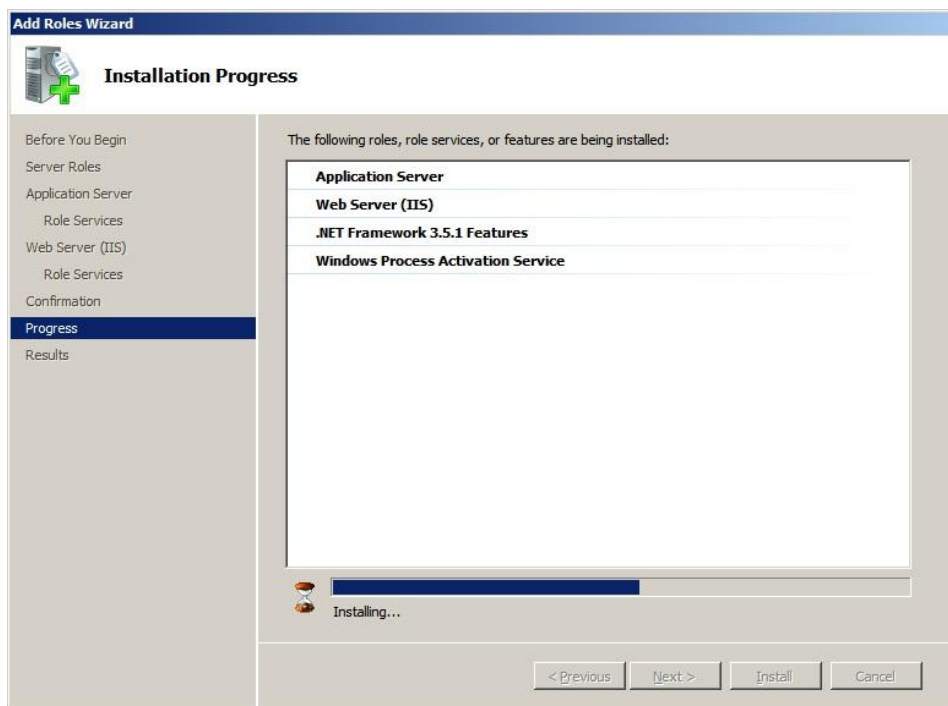 Add Roles Wizard
Installation Progress
Before You Begin
Server Roles
Application Server
Role Services
Web Server (IIS)
Role Services
Confirmation
Progress
Results
The following roles, role services, or features are being installed:
Application Server
Web Server (IIS)
.NET Framework 3.5.1 Features
Windows Process Activation Service
Installing...
< Previous
Next >
Install
Cancel